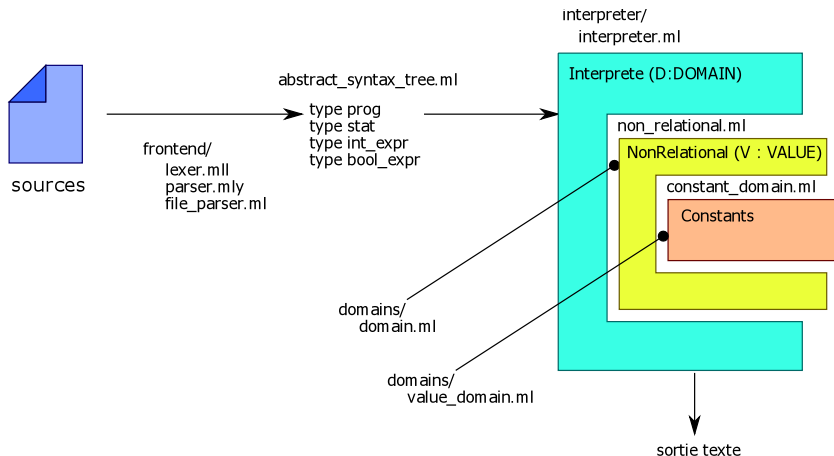 interpreter/
interpreter.ml
Interprete (D:DOMAIN)
abstract_syntax_tree.ml
type prog
type stat
type int_expr
type bool_expr
non_relational.ml
NonRelational (V : VALUE)
frontend/
lexer.mll
parser.mly
file_parser.ml
sources
constant_domain.ml
Constants
domains/
domain.ml
domains/
value_domain.ml
sortie texte